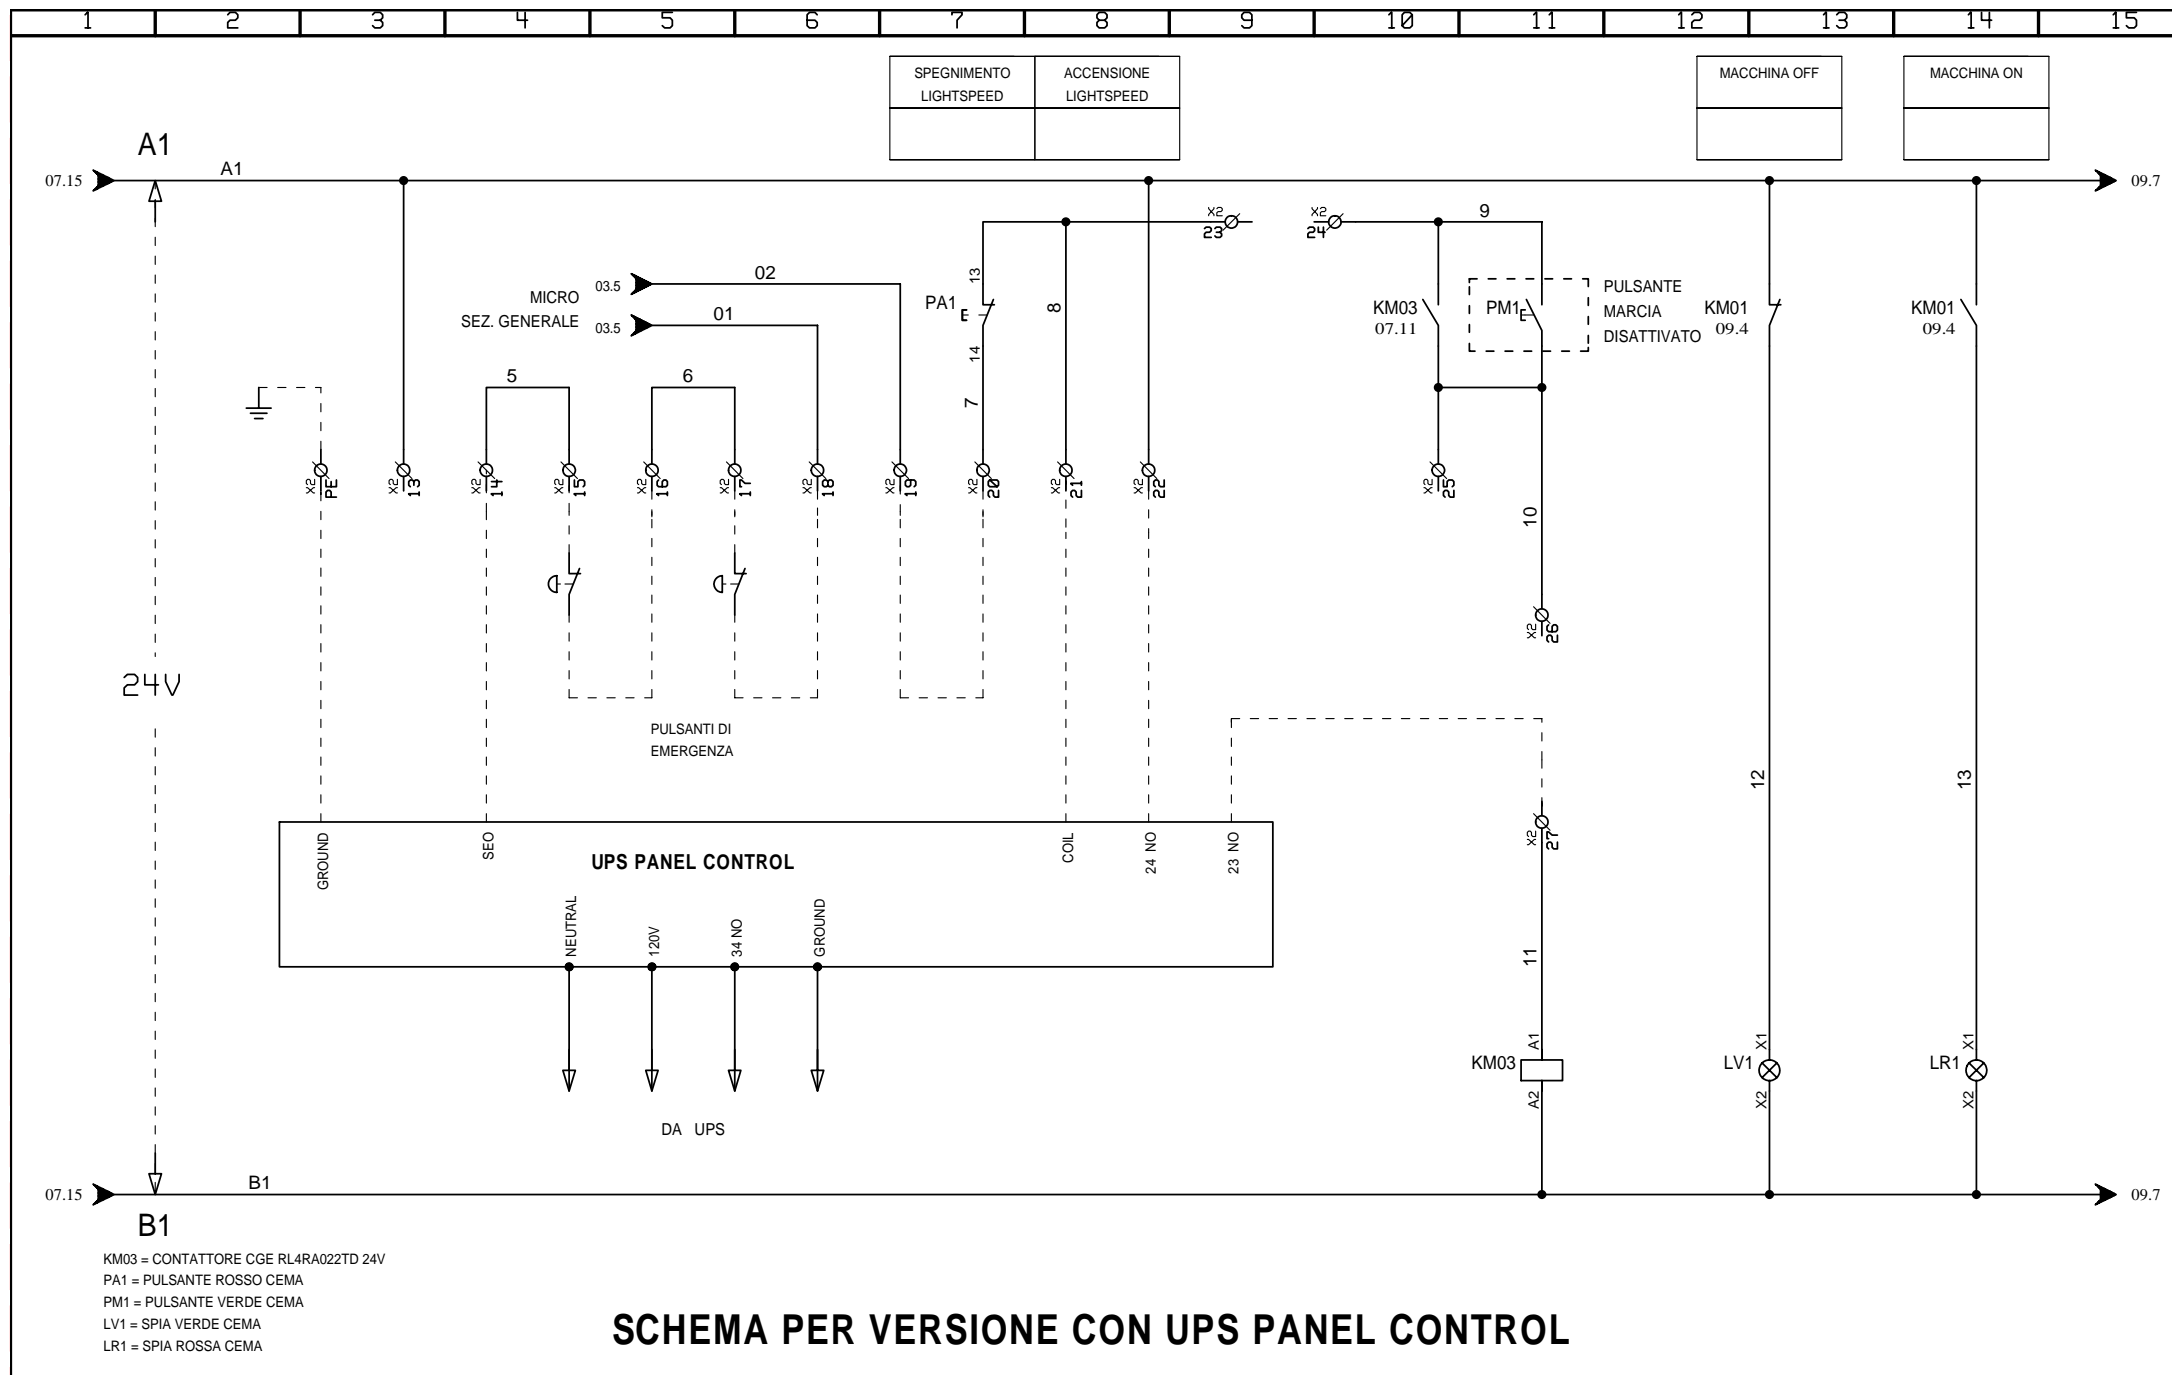 1 2 3 4 5 6 7 8 9 10 11 12 13 14 15
SPEGNIMENTO
LIGHTSPEED
ACCENSIONE
LIGHTSPEED
MACCHINA OFF
MACCHINA ON
A1
07.15
A1
09.7
X2
23
X2
24
9
02
03.5
MICRO
SEZ. GENERALE
01
03.5
13
PA1
14
8
7
KM03
07.11
PM1
PULSANTE
MARCIA
DISATTIVATO
KM01
09.4
KM01
09.4
5
6
X2 PE
X2 13
X2 14
X2 15
X2 16
X2 17
X2 18
X2 19
X2 20
X2 21
X2 22
X2 25
10
X2 26
24V
PULSANTI DI
EMERGENZA
12
13
X2 27
GROUND
SEO
UPS PANEL CONTROL
COIL
24 NO
23 NO
NEUTRAL
120V
34 NO
GROUND
11
A1
KM03
A2
X1
LV1
X2
X1
LR1
X2
DA UPS
07.15
B1
09.7
B1
KM03 = CONTATTORE CGE RL4RA022TD 24V
PA1 = PULSANTE ROSSO CEMA
PM1 = PULSANTE VERDE CEMA
LV1 = SPIA VERDE CEMA
LR1 = SPIA ROSSA CEMA
SCHEMA PER VERSIONE CON UPS PANEL CONTROL